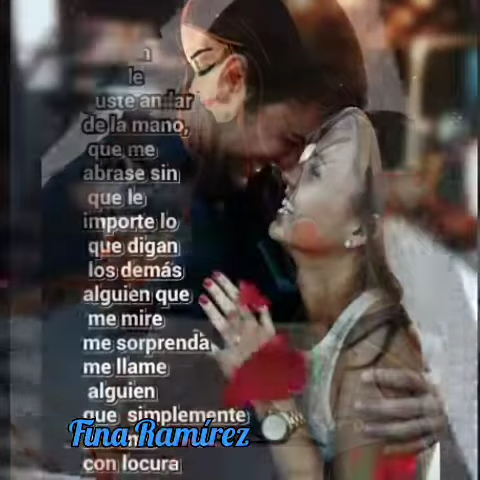 le
uste andar
de la mano,
que me
abrase sin
que le
importe lo
que digan
los demás
alguien que
me mire
me sorprenda
me llame
alguien
que simplemente
Fina Ramírez
con locura